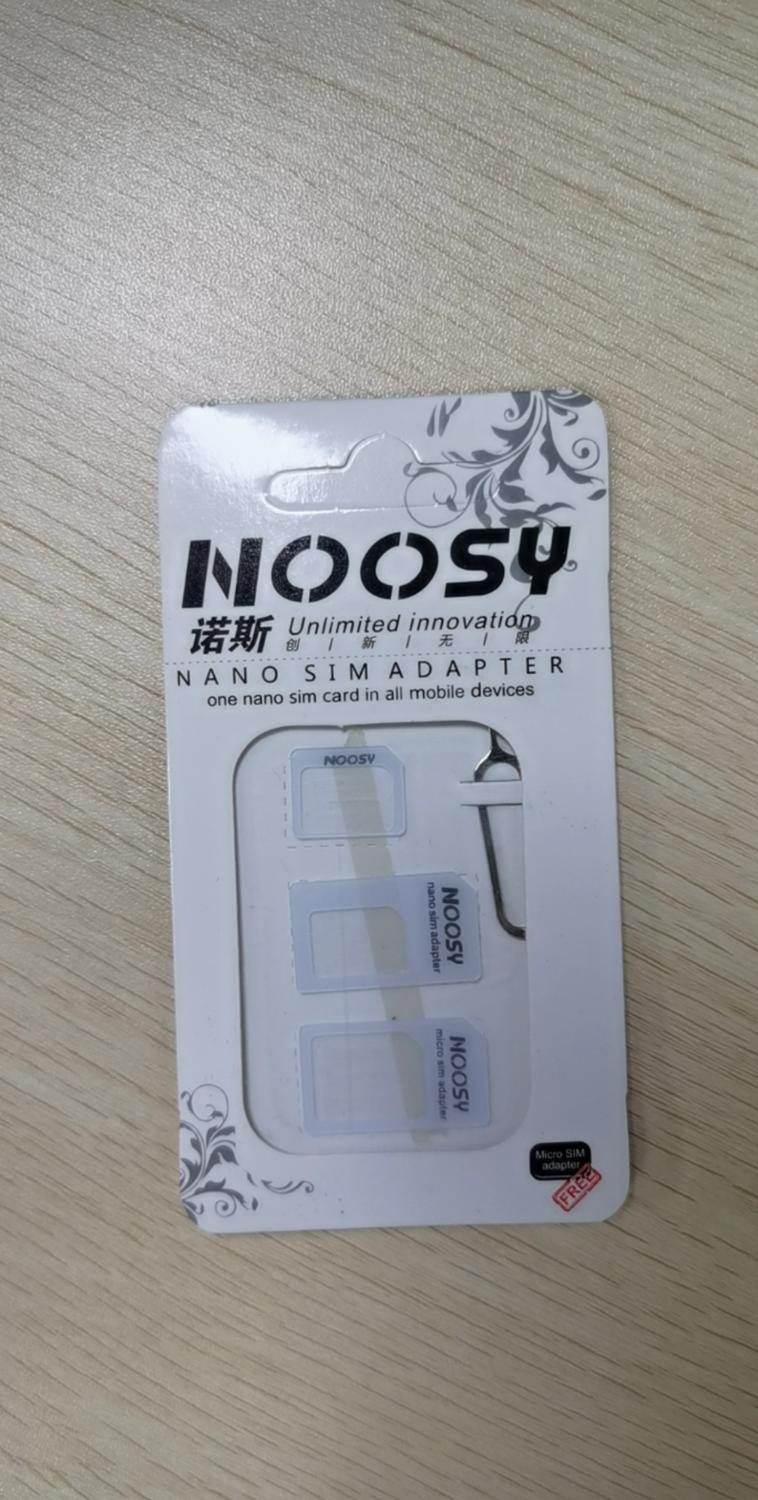 NOOSY
诺斯 Unlimited innovation
创 | 新 | 无 | 限
NANO SIM ADAPTER
one nano sim card in all mobile devices
NOOSY
NOOSY
nano sim adapter
NOOSY
micro sim adapter
Micro SIM
adapter
FREE